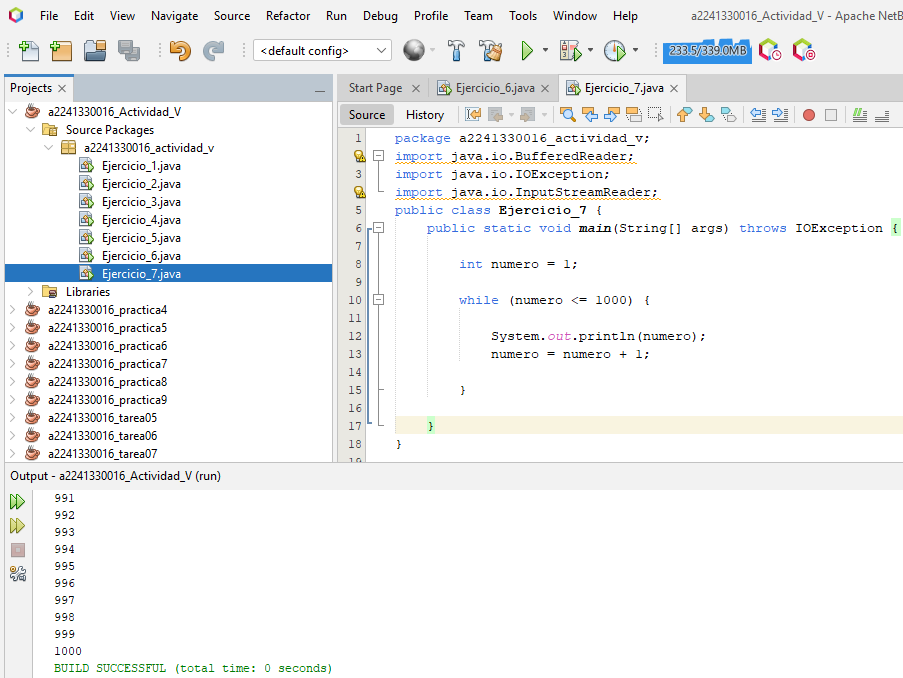 File Edit View Navigate Source Refactor Run Debug Profile Team Tools Window Help a2241330016_Actividad_V - Apache NetB
<default config> 233.5/339.0MB
Projects
a2241330016_Actividad_V
Source Packages
a2241330016_actividad_v
Ejercicio_1.java
Ejercicio_2.java
Ejercicio_3.java
Ejercicio_4.java
Ejercicio_5.java
Ejercicio_6.java
Ejercicio_7.java
Libraries
a2241330016_practica4
a2241330016_practica5
a2241330016_practica6
a2241330016_practica7
a2241330016_practica8
a2241330016_practica9
a2241330016_tarea05
a2241330016_tarea06
a2241330016_tarea07
Start Page Ejercicio_6.java Ejercicio_7.java
Source History
1 package a2241330016_actividad_v;
import java.io.BufferedReader;
3 import java.io.IOException;
import java.io.InputStreamReader;
5 public class Ejercicio_7 {
6 public static void main(String[] args) throws IOException {
7
8 int numero = 1;
9
10 while (numero <= 1000) {
11
12 System.out.println(numero);
13 numero = numero + 1;
14
15 }
16
17 }
18 }
19
Output - a2241330016_Actividad_V (run)
991
992
993
994
995
996
997
998
999
1000
BUILD SUCCESSFUL (total time: 0 seconds)